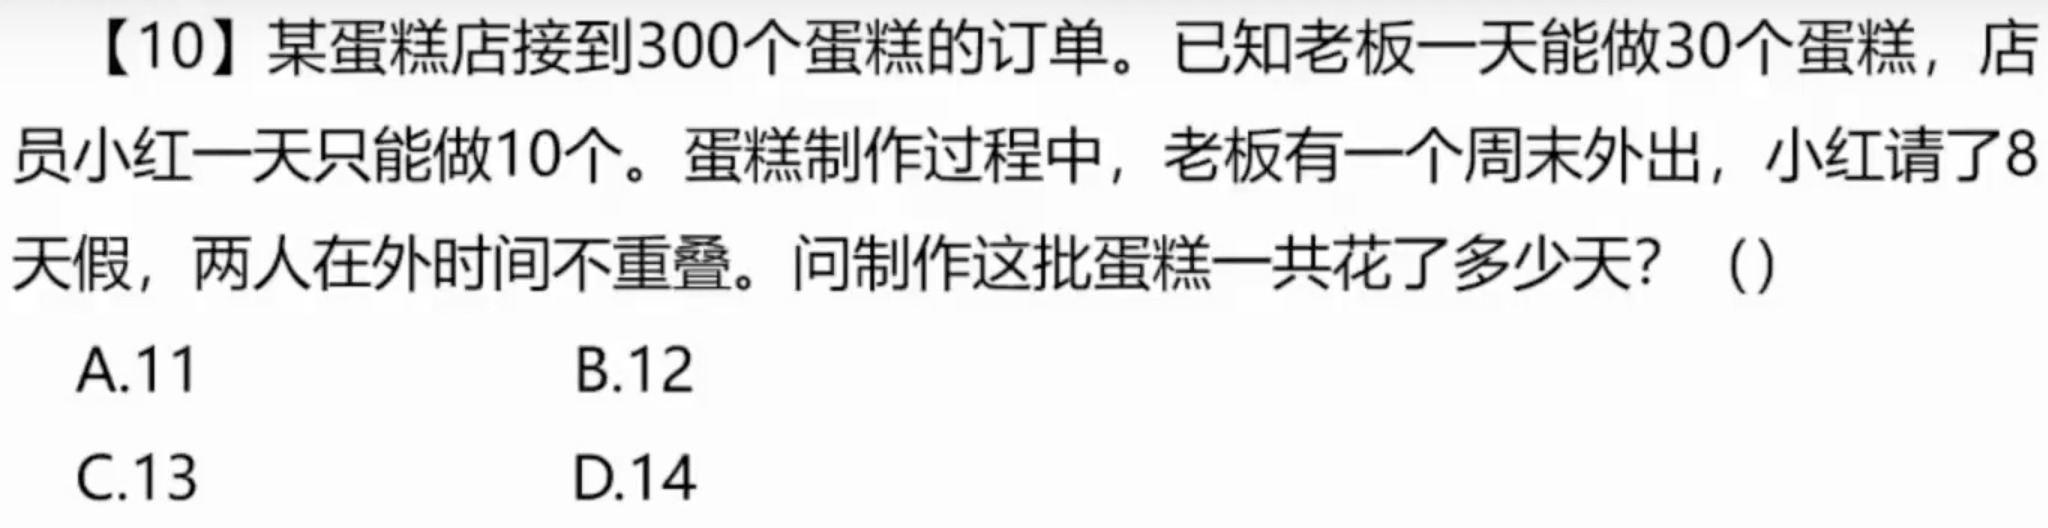 【10】某蛋糕店接到300个蛋糕的订单。已知老板一天能做30个蛋糕，店
员小红一天只能做10个。蛋糕制作过程中，老板有一个周末外出，小红请了8
天假，两人在外时间不重叠。问制作这批蛋糕一共花了多少天？（）
A.11 B.12
C.13 D.14